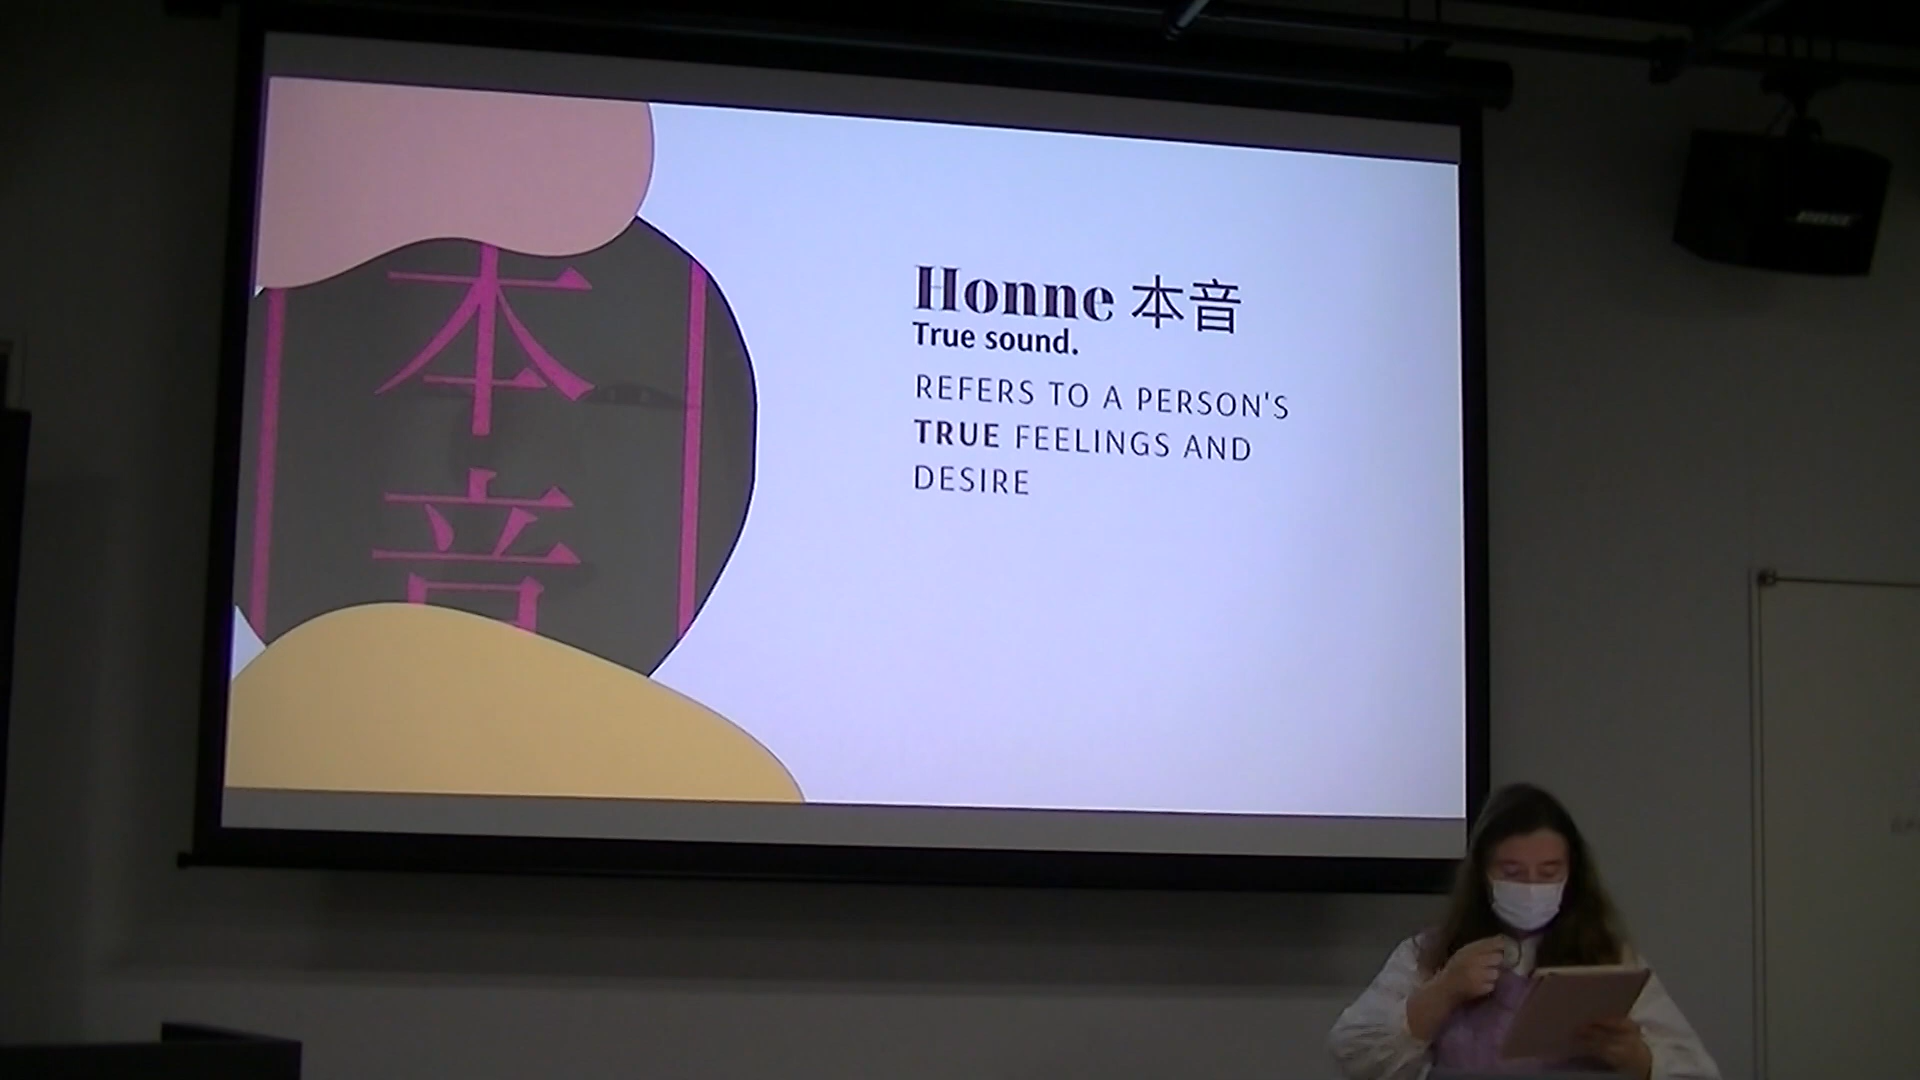 本
音
Honne 本音
True sound.
REFERS TO A PERSON'S
TRUE FEELINGS AND
DESIRE